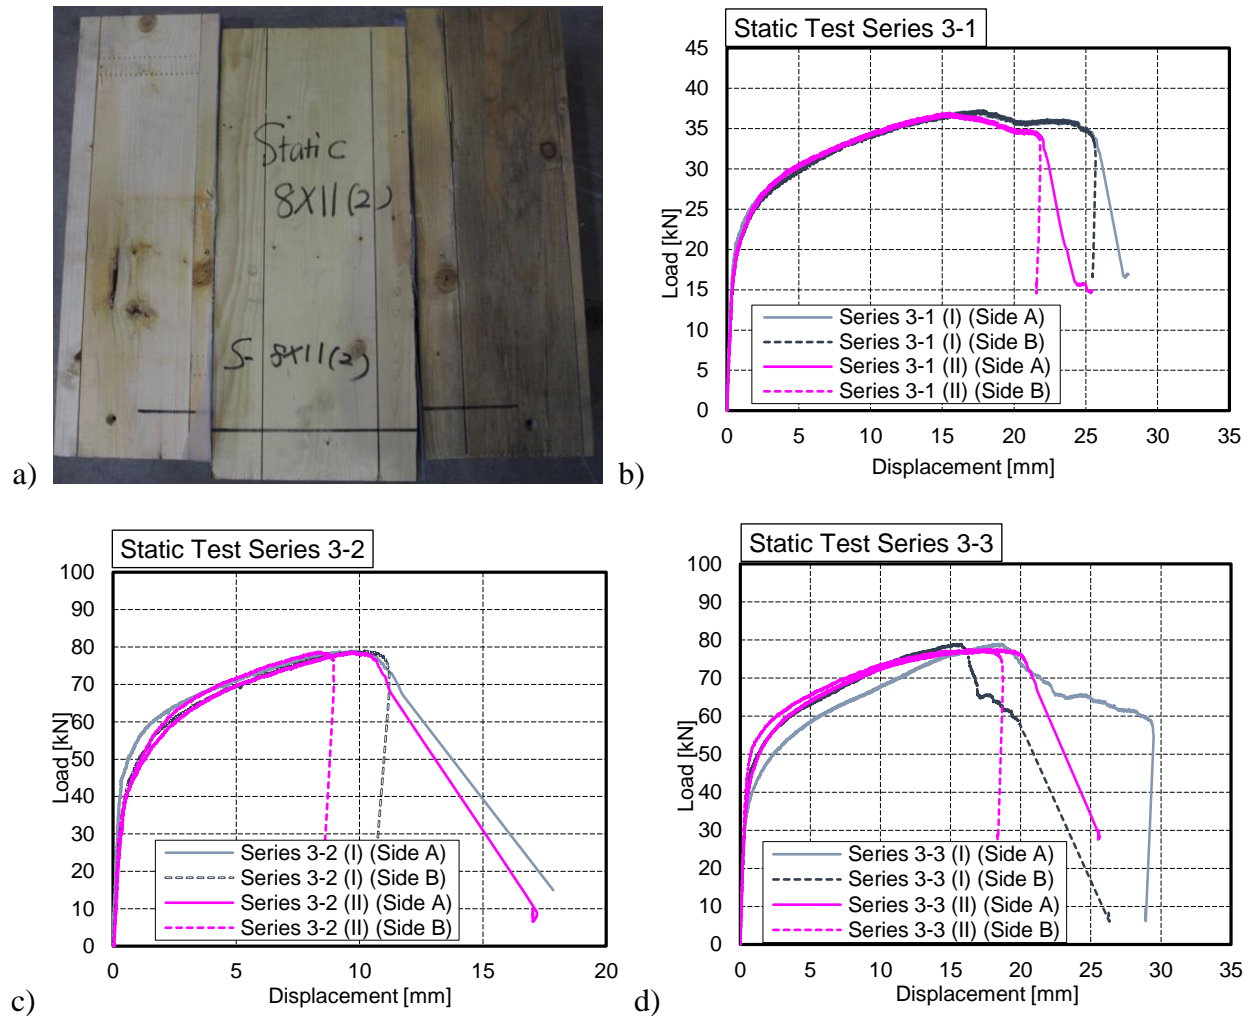 Static
8X11(2)
S- 8X11(2)
a)
Static Test Series 3-1
45
40
35
30
25
20
15
10
5
0
Load [kN]
Series 3-1 (I) (Side A)
Series 3-1 (I) (Side B)
Series 3-1 (II) (Side A)
Series 3-1 (II) (Side B)
0 5 10 15 20 25 30 35
Displacement [mm]
b)
Static Test Series 3-2
100
90
80
70
60
50
40
30
20
10
0
Load [kN]
Series 3-2 (I) (Side A)
Series 3-2 (I) (Side B)
Series 3-2 (II) (Side A)
Series 3-2 (II) (Side B)
0 5 10 15 20
Displacement [mm]
c)
Static Test Series 3-3
100
90
80
70
60
50
40
30
20
10
0
Load [kN]
Series 3-3 (I) (Side A)
Series 3-3 (I) (Side B)
Series 3-3 (II) (Side A)
Series 3-3 (II) (Side B)
0 5 10 15 20 25 30 35
Displacement [mm]
d)